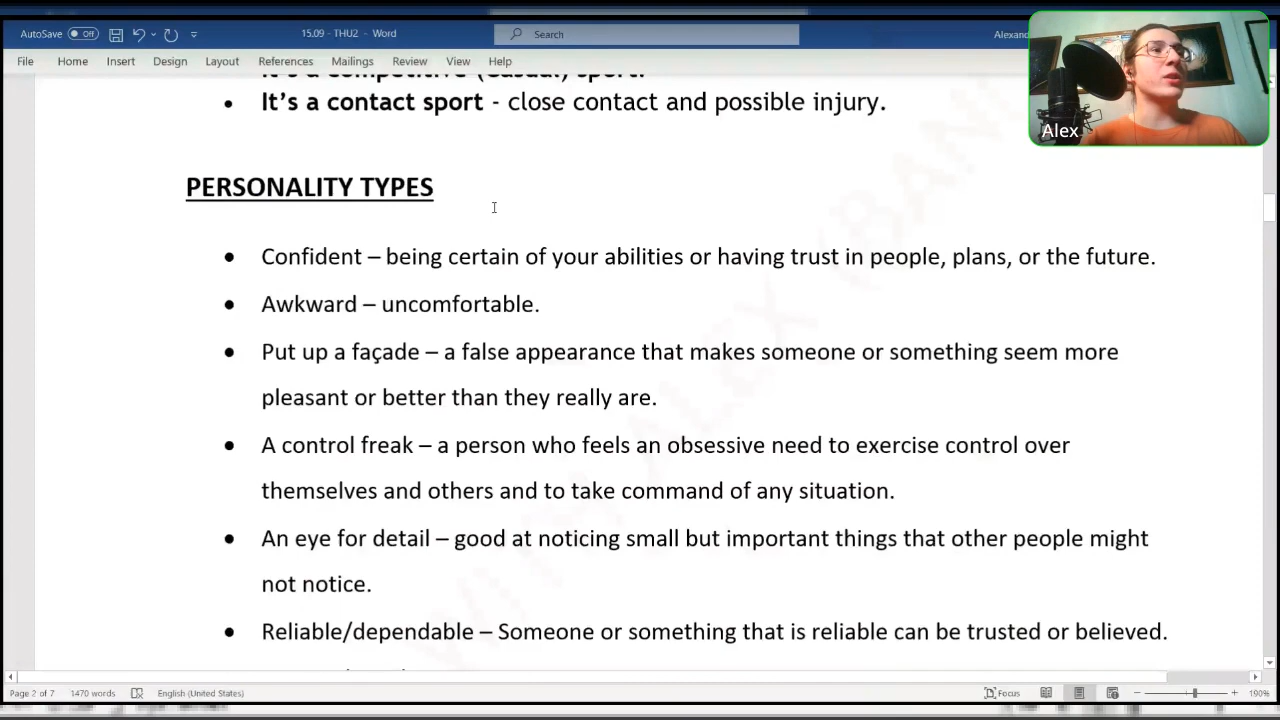 AutoSave Off 15.09 - THU2 - Word Search Alexan
File Home Insert Design Layout References Mailings Review View Help
Alex
It's a competitive (casual) sport.
• It's a contact sport - close contact and possible injury.
PERSONALITY TYPES
• Confident – being certain of your abilities or having trust in people, plans, or the future.
• Awkward – uncomfortable.
• Put up a façade – a false appearance that makes someone or something seem more
pleasant or better than they really are.
• A control freak – a person who feels an obsessive need to exercise control over
themselves and others and to take command of any situation.
• An eye for detail – good at noticing small but important things that other people might
not notice.
• Reliable/dependable – Someone or something that is reliable can be trusted or believed.
Page 2 of 7 1470 words English (United States) Focus 190%